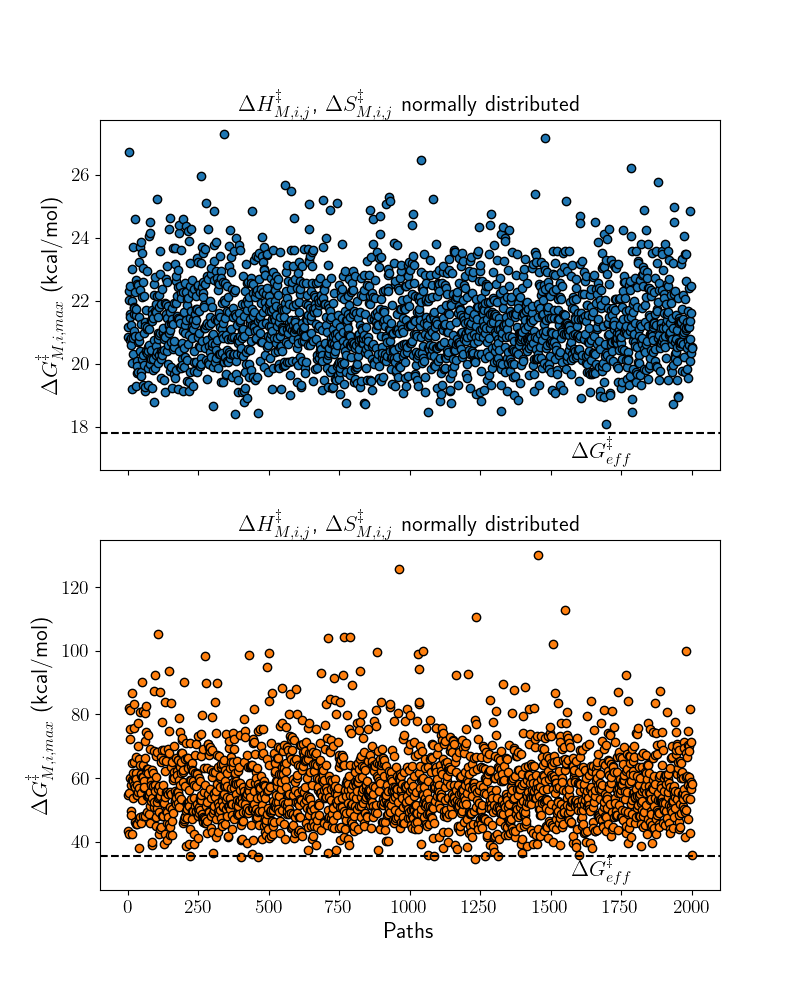 ΔH‡M,i,j, ΔS‡M,i,j normally distributed
26
24
22
20
18
ΔG‡M,i,max (kcal/mol)
ΔG‡eff
ΔH‡M,i,j, ΔS‡M,i,j normally distributed
120
100
80
60
40
ΔG‡M,i,max (kcal/mol)
ΔG‡eff
0 250 500 750 1000 1250 1500 1750 2000
Paths